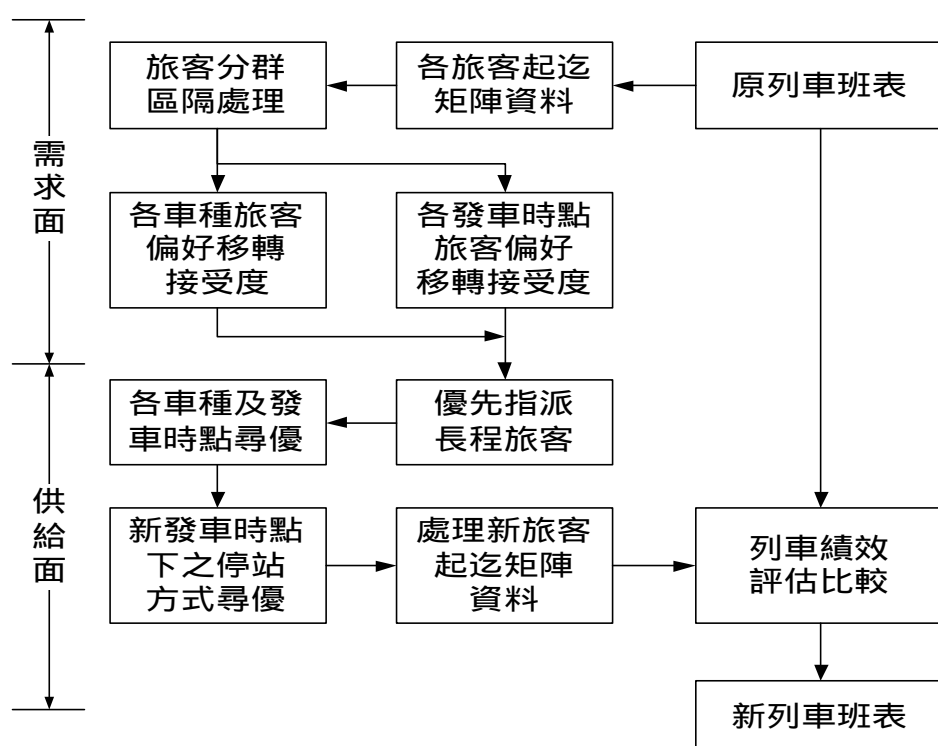 旅客分群
區隔處理
各旅客起迄
矩陣資料
原列車班表
需
求
面
各車種旅客
偏好移轉
接受度
各發車時點
旅客偏好
移轉接受度
各車種及發
車時點尋優
優先指派
長程旅客
供
給
面
新發車時點
下之停站
方式尋優
處理新旅客
起迄矩陣
資料
列車績效
評估比較
新列車班表